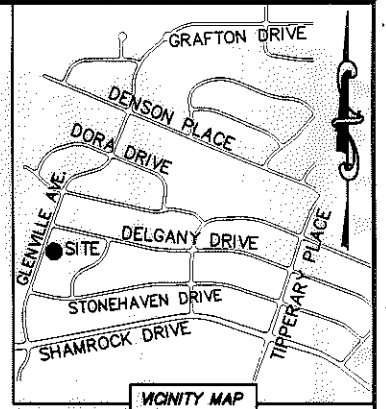 GRAFTON DRIVE
DENSON PLACE
DORA DRIVE
GLENVILLE AVE.
DELGANY DRIVE
SITE
TIPPERARY PLACE
STONEHAVEN DRIVE
SHAMROCK DRIVE
VICINITY MAP